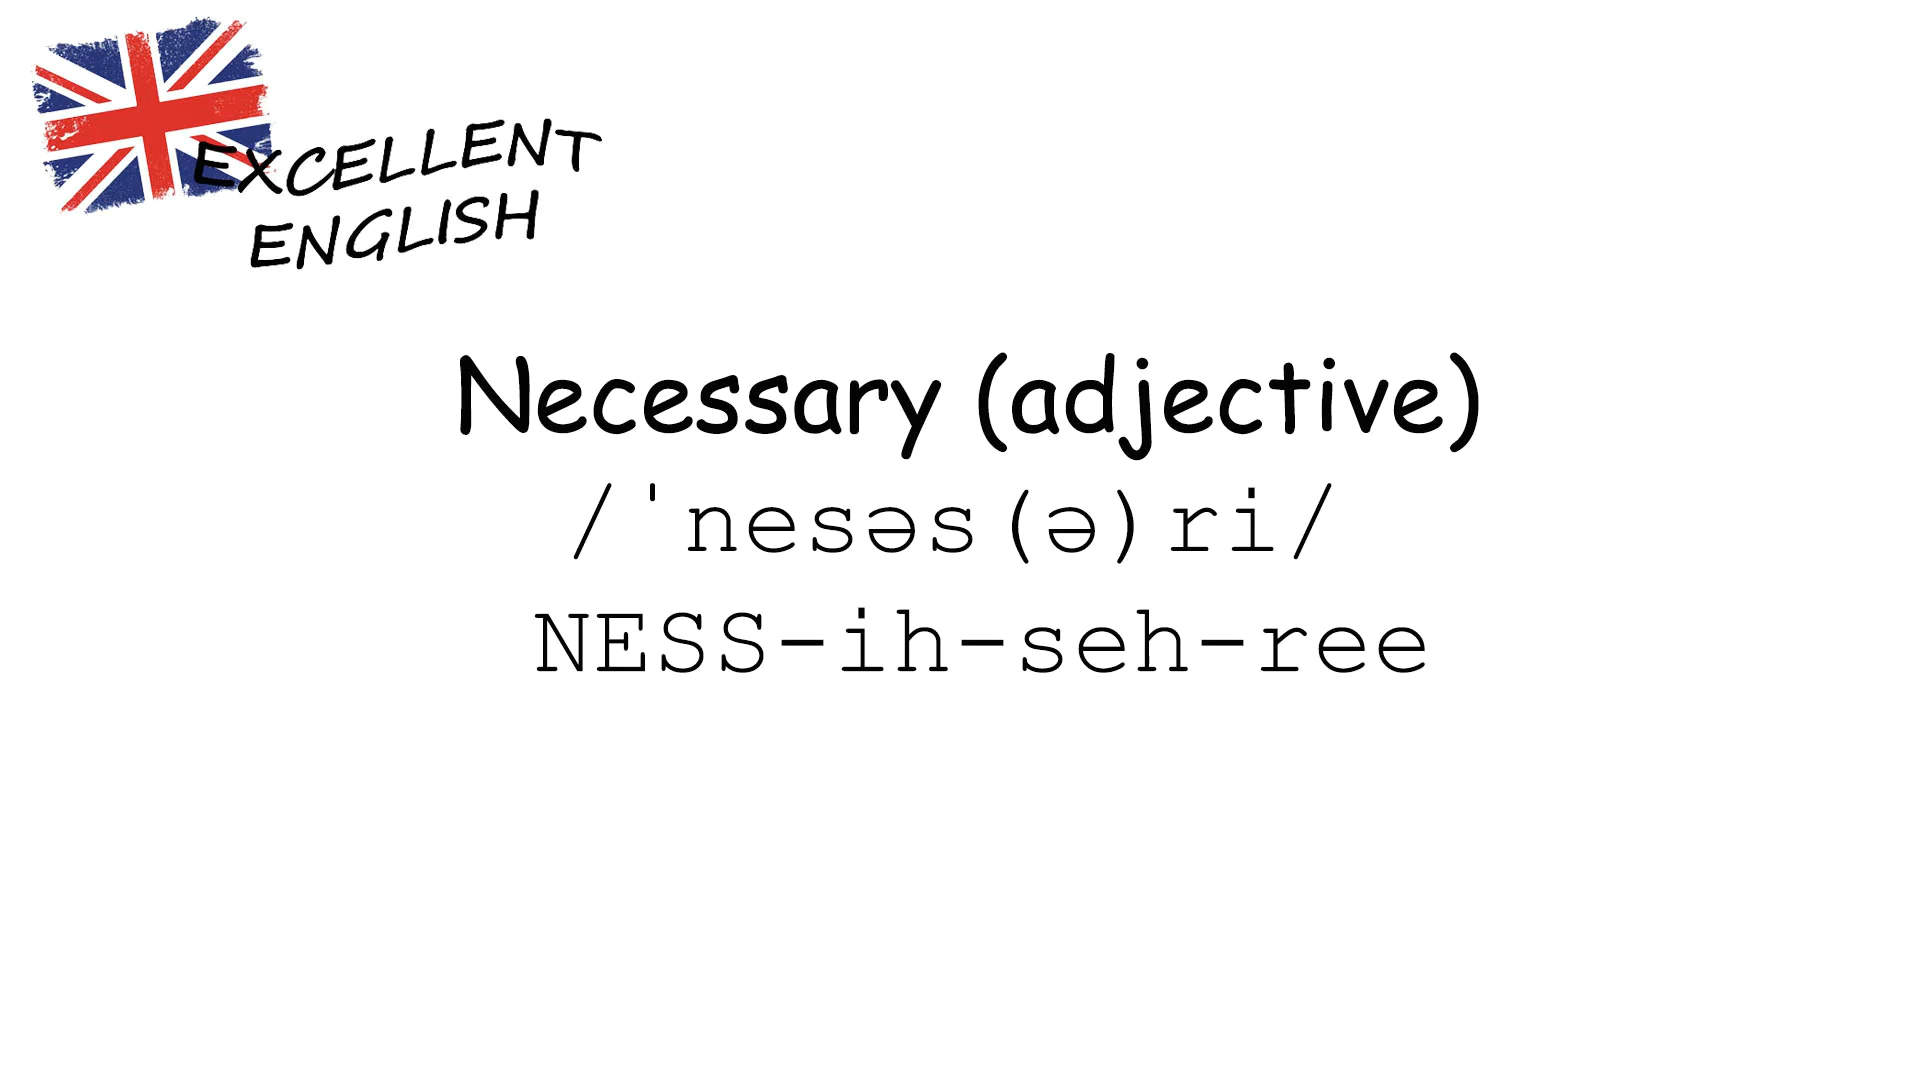 EXCELLENT
ENGLISH
Necessary (adjective)
/ˈnesəs(ə)ri/
NESS-ih-seh-ree